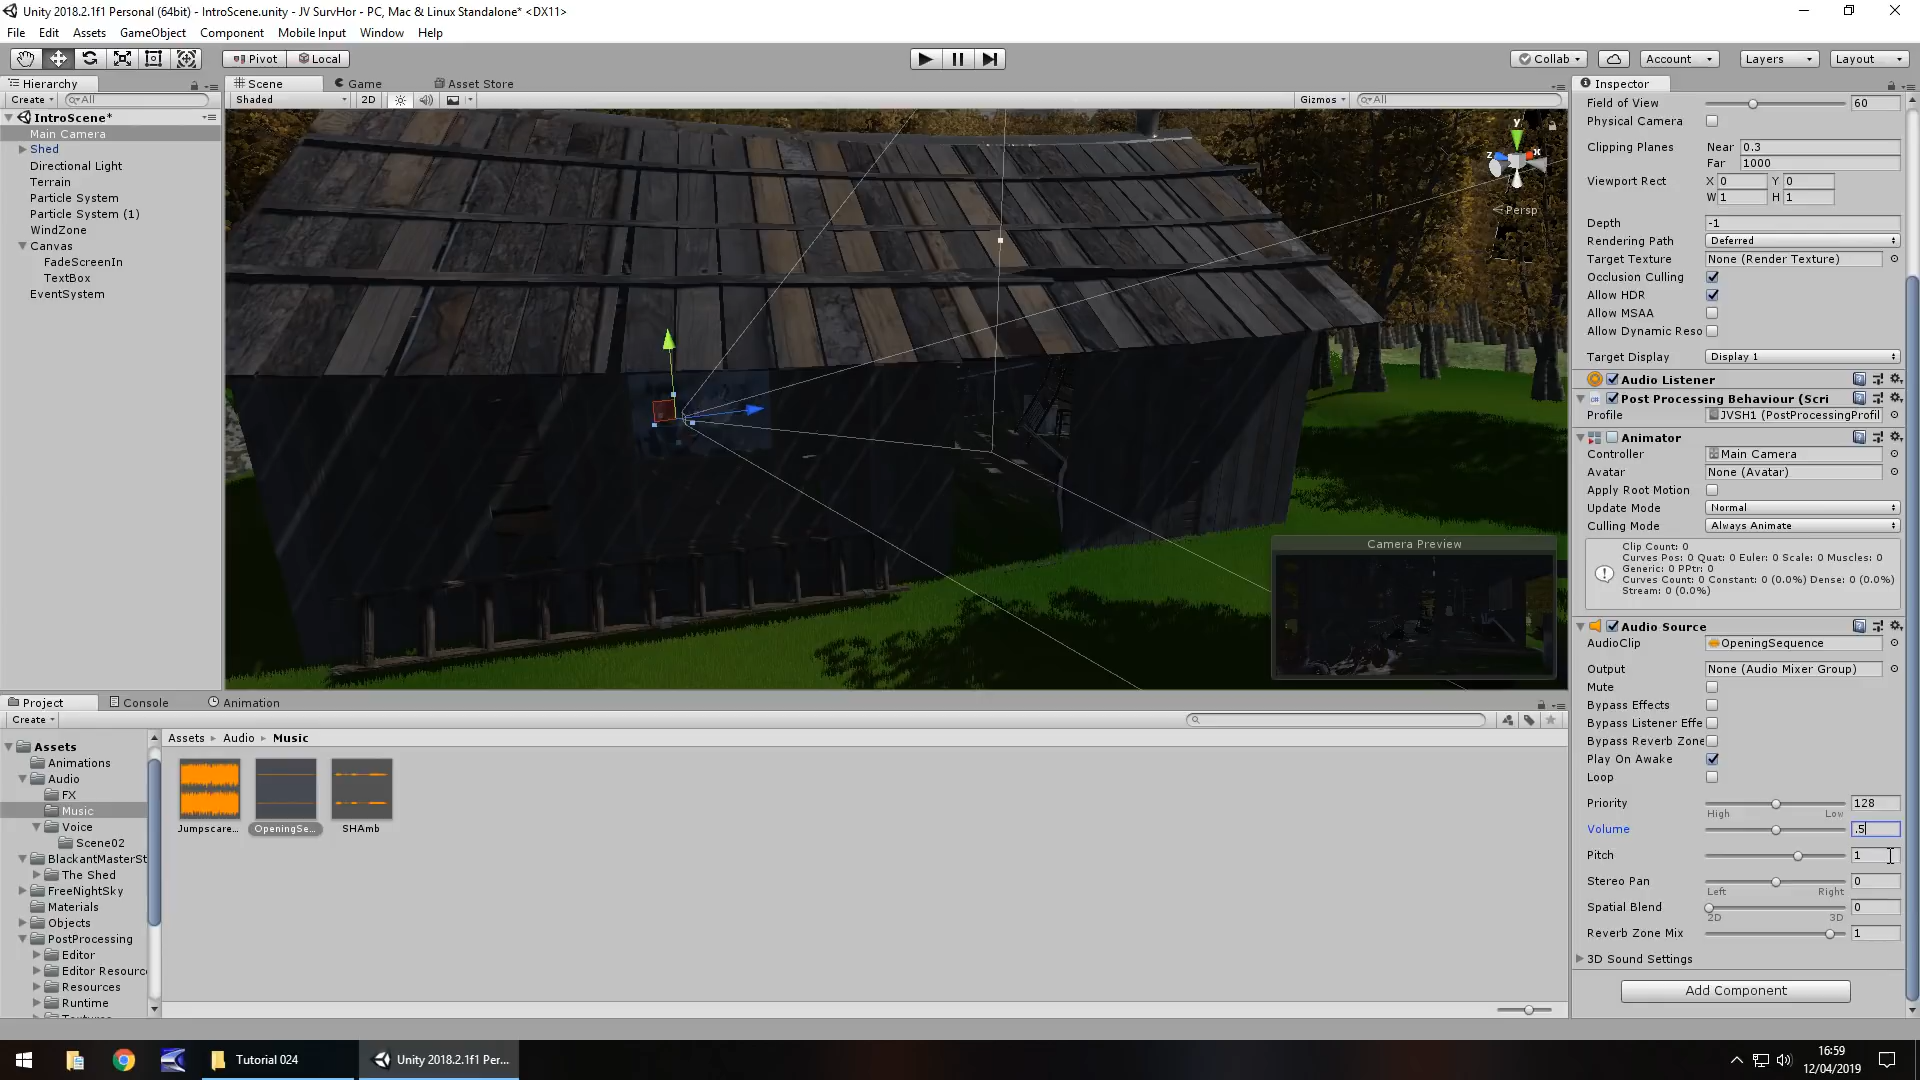 Unity 2018.2.1f1 Personal (64bit) - IntroScene.unity - JV SurvHor - PC, Mac & Linux Standalone* <DX11>
File Edit Assets GameObject Component Mobile Input Window Help
Pivot Local Collab Account Layers Layout
Hierarchy
Create All
IntroScene*
Main Camera
Shed
Directional Light
Terrain
Particle System
Particle System (1)
WindZone
Canvas
FadeScreenIn
TextBox
EventSystem
Scene Game Asset Store
Shaded 2D Gizmos All
y
z x
Persp
Camera Preview
Inspector
Field of View 60
Physical Camera
Clipping Planes Near 0.3
Far 1000
Viewport Rect X 0 Y 0
W 1 H 1
Depth -1
Rendering Path Deferred
Target Texture None (Render Texture)
Occlusion Culling
Allow HDR
Allow MSAA
Allow Dynamic Reso
Target Display Display 1
Audio Listener
Post Processing Behaviour (Scri
Profile JVSH1 (PostProcessingProfil
Animator
Controller Main Camera
Avatar None (Avatar)
Apply Root Motion
Update Mode Normal
Culling Mode Always Animate
Clip Count: 0
Curves Pos: 0 Quat: 0 Euler: 0 Scale: 0 Muscles: 0
Generic: 0 PPtr: 0
Curves Count: 0 Constant: 0 (0.0%) Dense: 0 (0.0%)
Stream: 0 (0.0%)
Audio Source
AudioClip OpeningSequence
Output None (Audio Mixer Group)
Mute
Bypass Effects
Bypass Listener Effe
Bypass Reverb Zone
Play On Awake
Loop
Priority 128
High Low
Volume .5
Pitch 1
Stereo Pan 0
Left Right
Spatial Blend 0
2D 3D
Reverb Zone Mix 1
3D Sound Settings
Add Component
Project Console Animation
Create
Assets
Animations
Audio
FX
Music
Voice
Scene02
BlackantMasterSt
The Shed
FreeNightSky
Materials
Objects
PostProcessing
Editor
Editor Resource
Resources
Runtime
Assets Audio Music
Jumpscare... OpeningSe... SHAmb
Tutorial 024
Unity 2018.2.1f1 Per...
16:59
12/04/2019